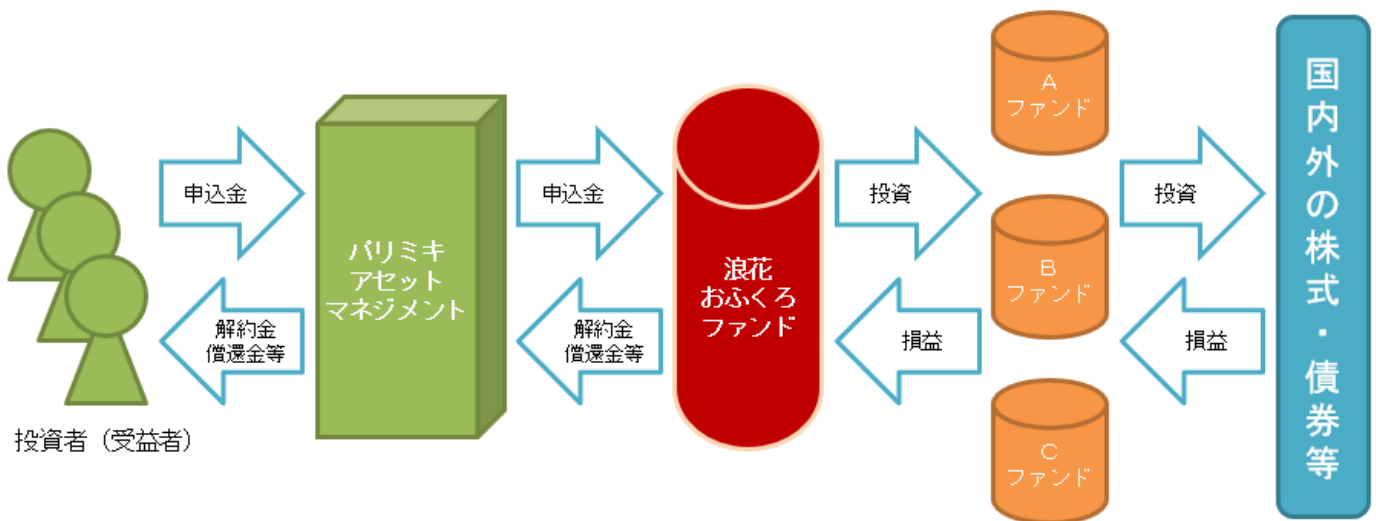 申込金
解約金
償還金等
投資者（受益者）
パリミキ
アセット
マネジメント
申込金
解約金
償還金等
浪花
おふくろ
ファンド
投資
損益
A
ファンド
B
ファンド
C
ファンド
投資
損益
国内外の株式・債券等